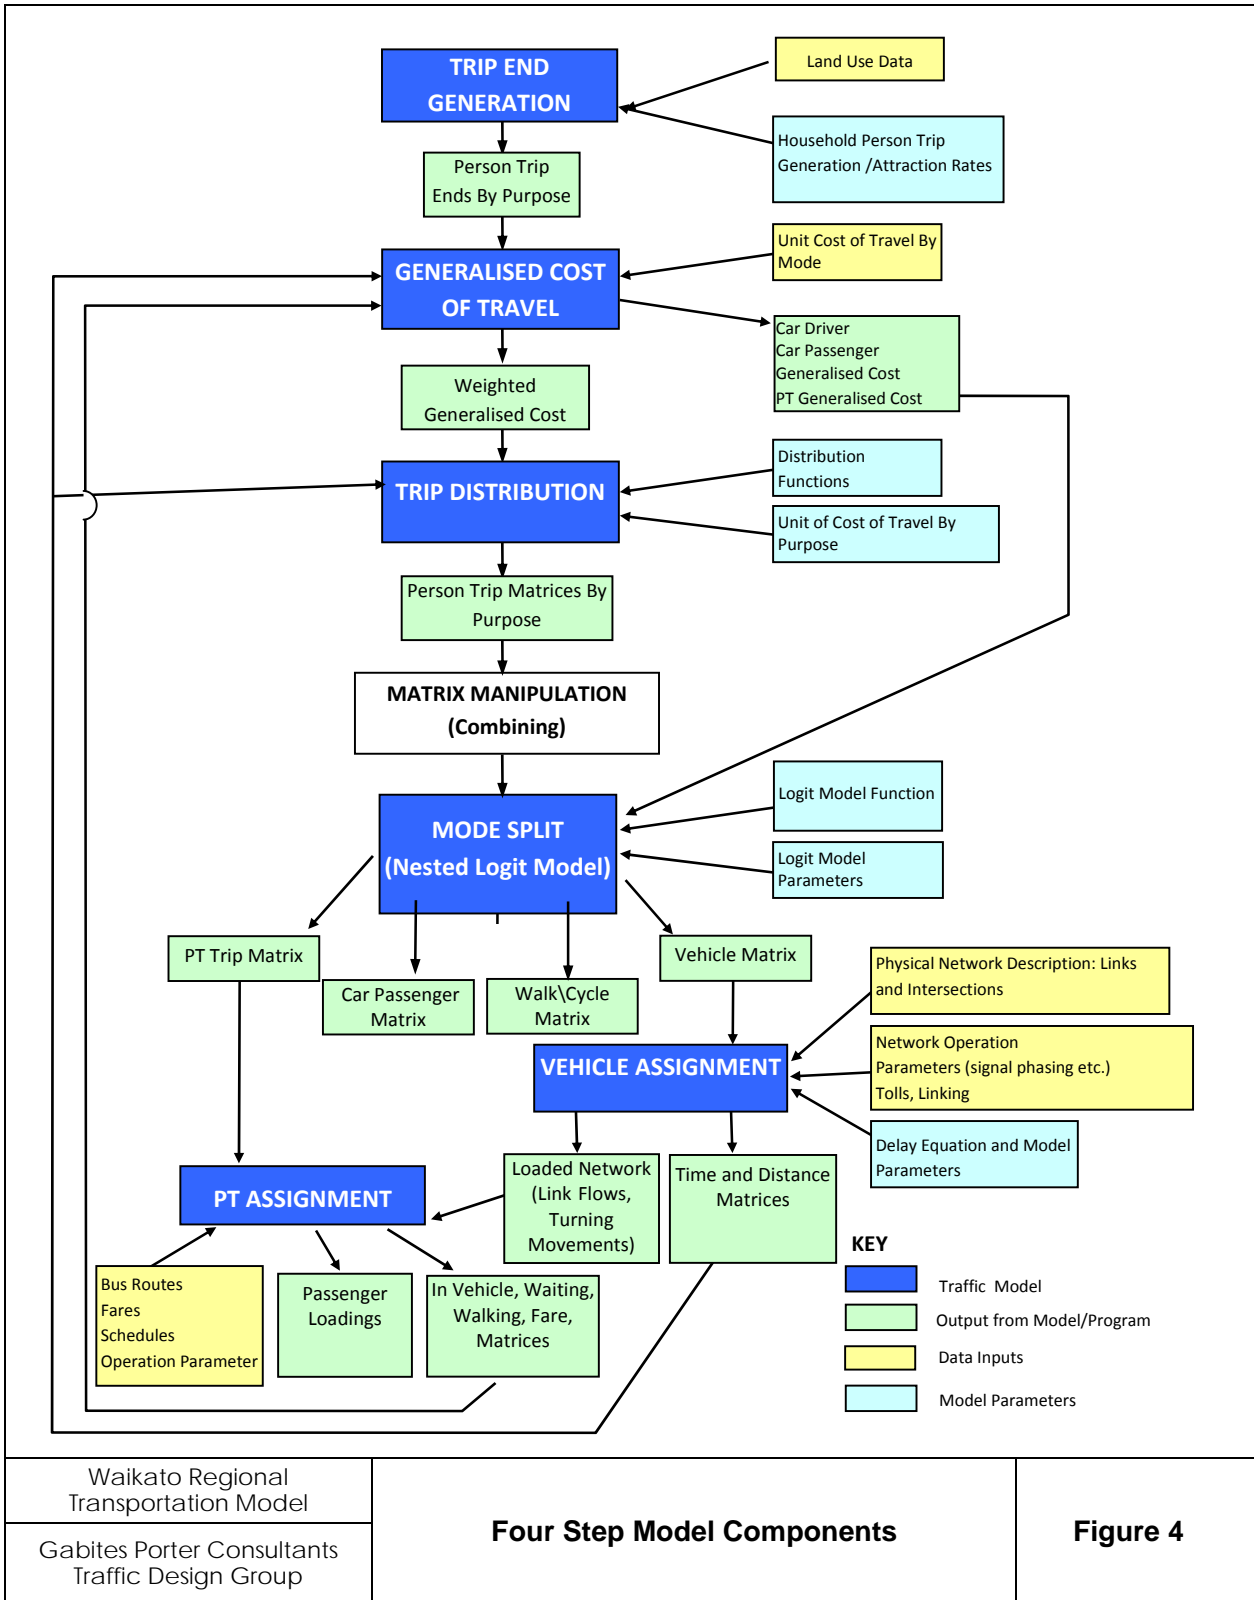 TRIP END
GENERATION
Land Use Data
Household Person Trip
Generation /Attraction Rates
Person Trip
Ends By Purpose
Unit Cost of Travel By
Mode
GENERALISED COST
OF TRAVEL
Car Driver
Car Passenger
Generalised Cost
PT Generalised Cost
Weighted
Generalised Cost
Distribution
Functions
TRIP DISTRIBUTION
Unit of Cost of Travel By
Purpose
Person Trip Matrices By
Purpose
MATRIX MANIPULATION
(Combining)
Logit Model Function
MODE SPLIT
(Nested Logit Model)
Logit Model
Parameters
PT Trip Matrix
Car Passenger
Matrix
Walk\Cycle
Matrix
Vehicle Matrix
Physical Network Description: Links
and Intersections
Network Operation
Parameters (signal phasing etc.)
Tolls, Linking
VEHICLE ASSIGNMENT
Delay Equation and Model
Parameters
Loaded Network
(Link Flows,
Turning
Movements)
Time and Distance
Matrices
PT ASSIGNMENT
Bus Routes
Fares
Schedules
Operation Parameter
Passenger
Loadings
In Vehicle, Waiting,
Walking, Fare,
Matrices
KEY
Traffic Model
Output from Model/Program
Data Inputs
Model Parameters
Waikato Regional
Transportation Model
Gabites Porter Consultants
Traffic Design Group
Four Step Model Components
Figure 4